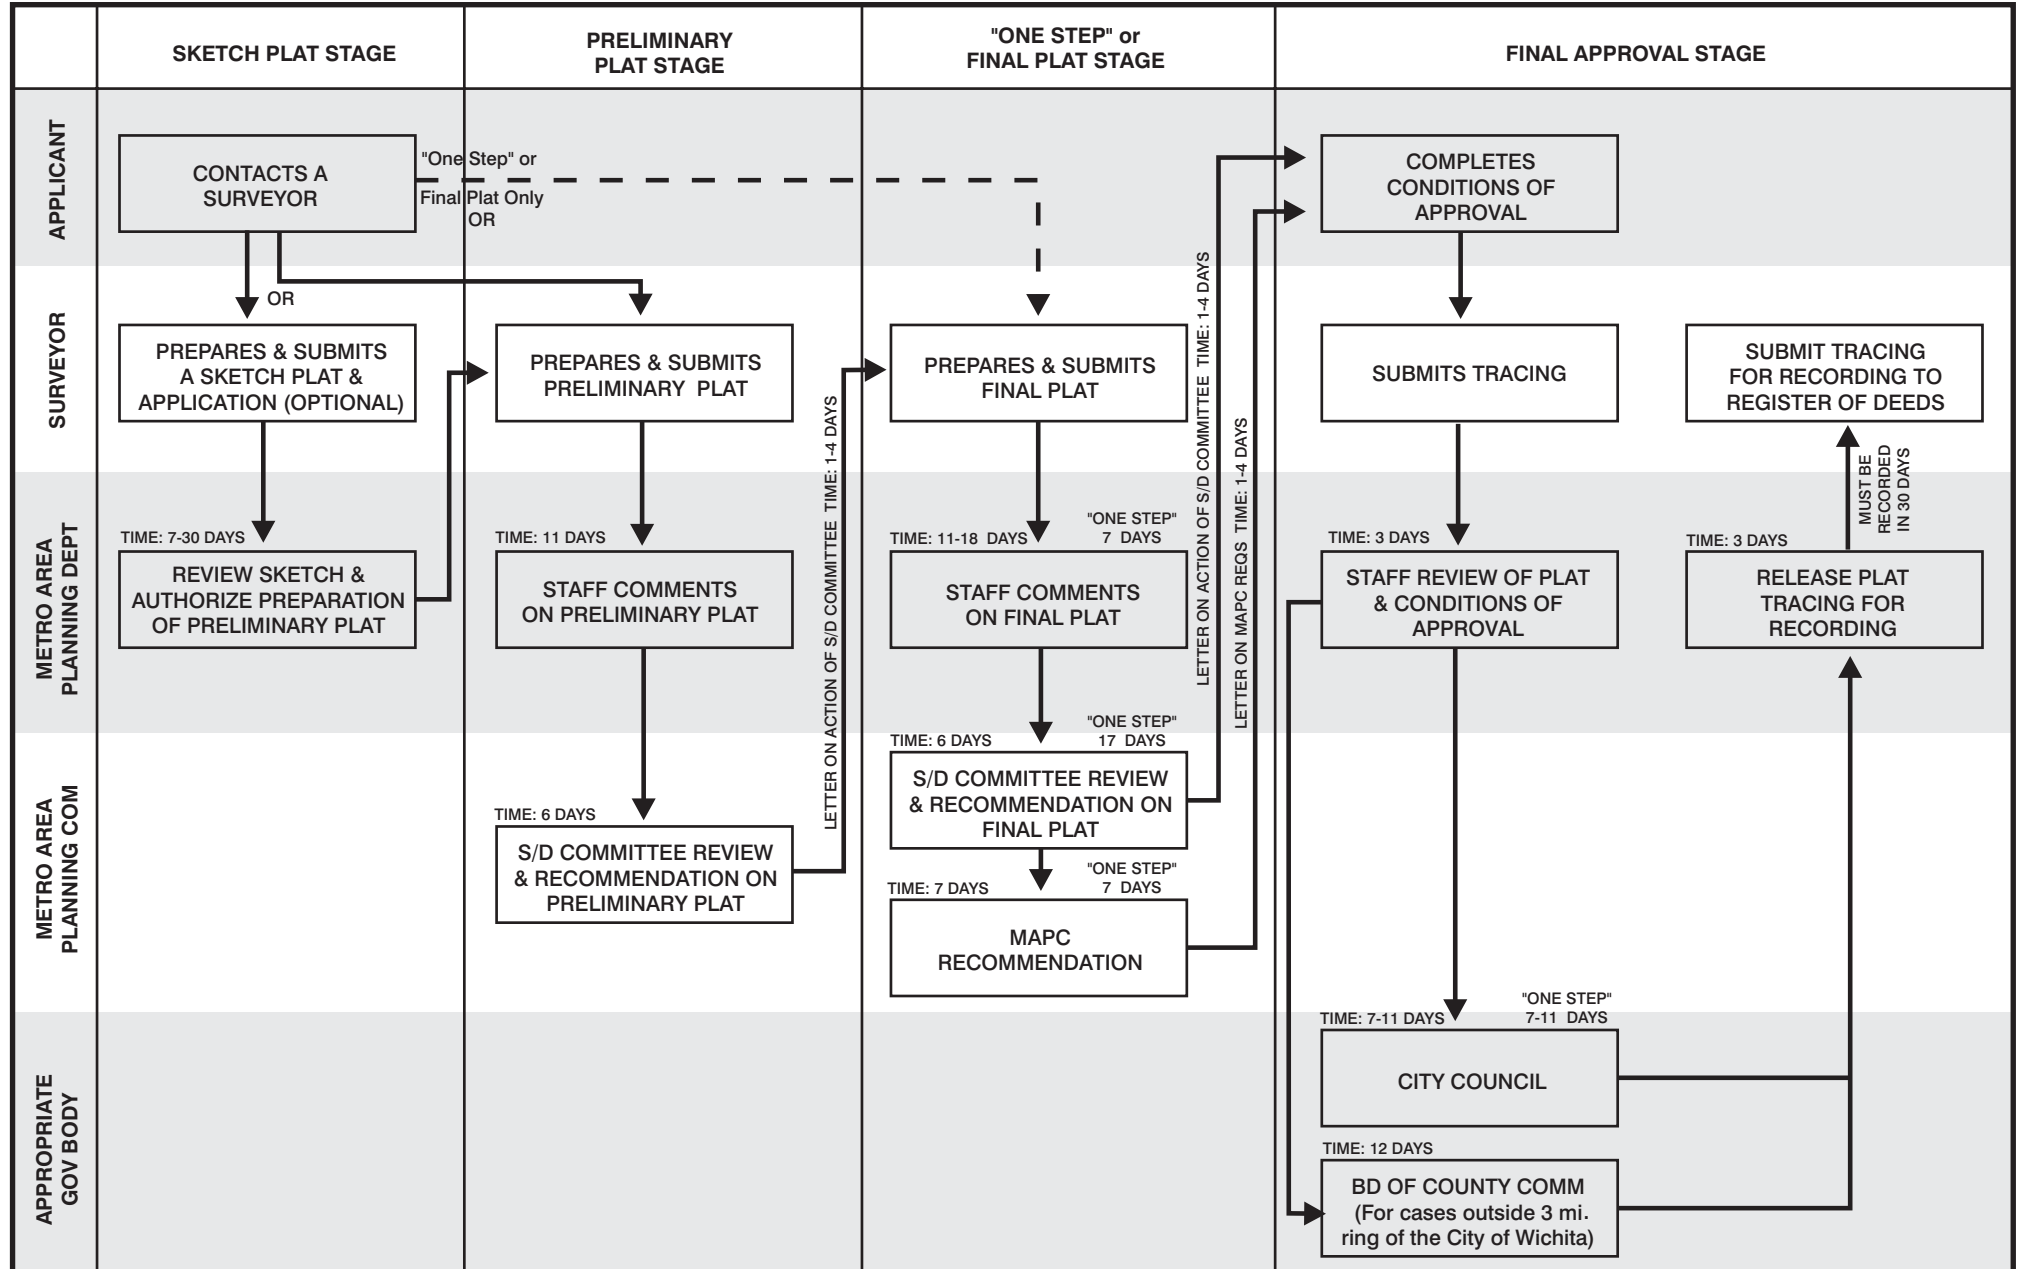 SKETCH PLAT STAGE
PRELIMINARY
PLAT STAGE
"ONE STEP" or
FINAL PLAT STAGE
FINAL APPROVAL STAGE
APPLICANT
CONTACTS A
SURVEYOR
"One Step" or
Final Plat Only
OR
COMPLETES
CONDITIONS OF
APPROVAL
OR
SURVEYOR
PREPARES & SUBMITS
A SKETCH PLAT &
APPLICATION (OPTIONAL)
PREPARES & SUBMITS
PRELIMINARY PLAT
LETTER ON ACTION OF S/D COMMITTEE TIME: 1-4 DAYS
PREPARES & SUBMITS
FINAL PLAT
LETTER ON ACTION OF S/D COMMITTEE TIME: 1-4 DAYS
LETTER ON MAPC REQS TIME: 1-4 DAYS
SUBMITS TRACING
SUBMIT TRACING
FOR RECORDING TO
REGISTER OF DEEDS
MUST BE
RECORDED
IN 30 DAYS
METRO AREA
PLANNING DEPT
TIME: 7-30 DAYS
REVIEW SKETCH &
AUTHORIZE PREPARATION
OF PRELIMINARY PLAT
TIME: 11 DAYS
STAFF COMMENTS
ON PRELIMINARY PLAT
TIME: 11-18 DAYS
"ONE STEP"
7 DAYS
STAFF COMMENTS
ON FINAL PLAT
TIME: 3 DAYS
STAFF REVIEW OF PLAT
& CONDITIONS OF
APPROVAL
TIME: 3 DAYS
RELEASE PLAT
TRACING FOR
RECORDING
METRO AREA
PLANNING COM
TIME: 6 DAYS
S/D COMMITTEE REVIEW
& RECOMMENDATION ON
PRELIMINARY PLAT
TIME: 6 DAYS
"ONE STEP"
17 DAYS
S/D COMMITTEE REVIEW
& RECOMMENDATION ON
FINAL PLAT
TIME: 7 DAYS
"ONE STEP"
7 DAYS
MAPC
RECOMMENDATION
APPROPRIATE
GOV BODY
TIME: 7-11 DAYS
"ONE STEP"
7-11 DAYS
CITY COUNCIL
TIME: 12 DAYS
BD OF COUNTY COMM
(For cases outside 3 mi.
ring of the City of Wichita)